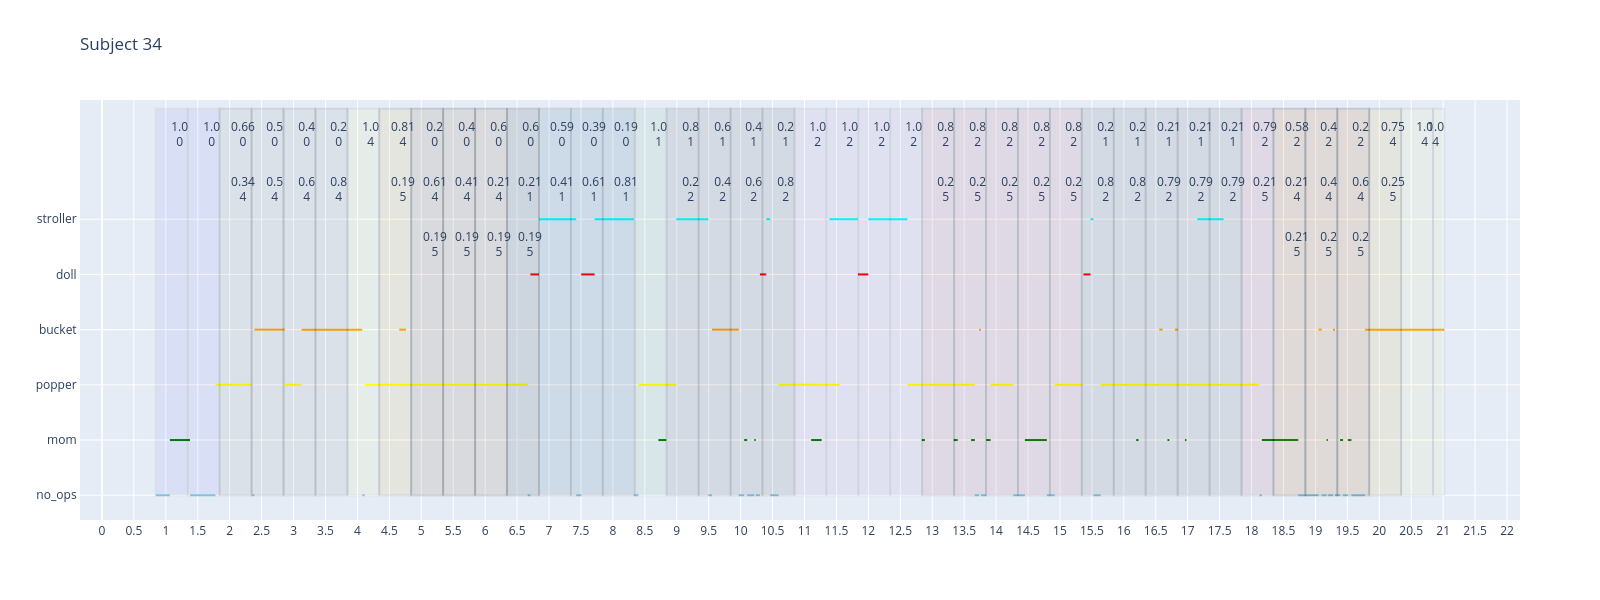 Subject 34
1.0 1.0 0.66 0.5 0.4 0.2 1.0 0.81 0.2 0.4 0.6 0.6 0.59 0.39 0.19 1.0 0.8 0.6 0.4 0.2 1.0 1.0 1.0 1.0 0.8 0.8 0.8 0.8 0.8 0.2 0.2 0.21 0.21 0.21 0.79 0.58 0.4 0.2 0.75 1.0 1.0
0 0 0 0 0 0 4 4 0 0 0 0 0 0 0 1 1 1 1 1 2 2 2 2 2 2 2 2 2 1 1 1 1 1 2 2 2 2 4 4 4
0.34 0.5 0.6 0.8 0.19 0.61 0.41 0.21 0.21 0.41 0.61 0.81 0.2 0.4 0.6 0.8 0.2 0.2 0.2 0.2 0.2 0.8 0.8 0.79 0.79 0.79 0.21 0.21 0.4 0.6 0.25
4 4 4 4 5 4 4 4 1 1 1 1 2 2 2 2 5 5 5 5 5 2 2 2 2 2 5 4 4 4 5
stroller
0.19 0.19 0.19 0.19 0.21 0.2 0.2
5 5 5 5 5 5 5
doll
bucket
popper
mom
no_ops
0 0.5 1 1.5 2 2.5 3 3.5 4 4.5 5 5.5 6 6.5 7 7.5 8 8.5 9 9.5 10 10.5 11 11.5 12 12.5 13 13.5 14 14.5 15 15.5 16 16.5 17 17.5 18 18.5 19 19.5 20 20.5 21 21.5 22